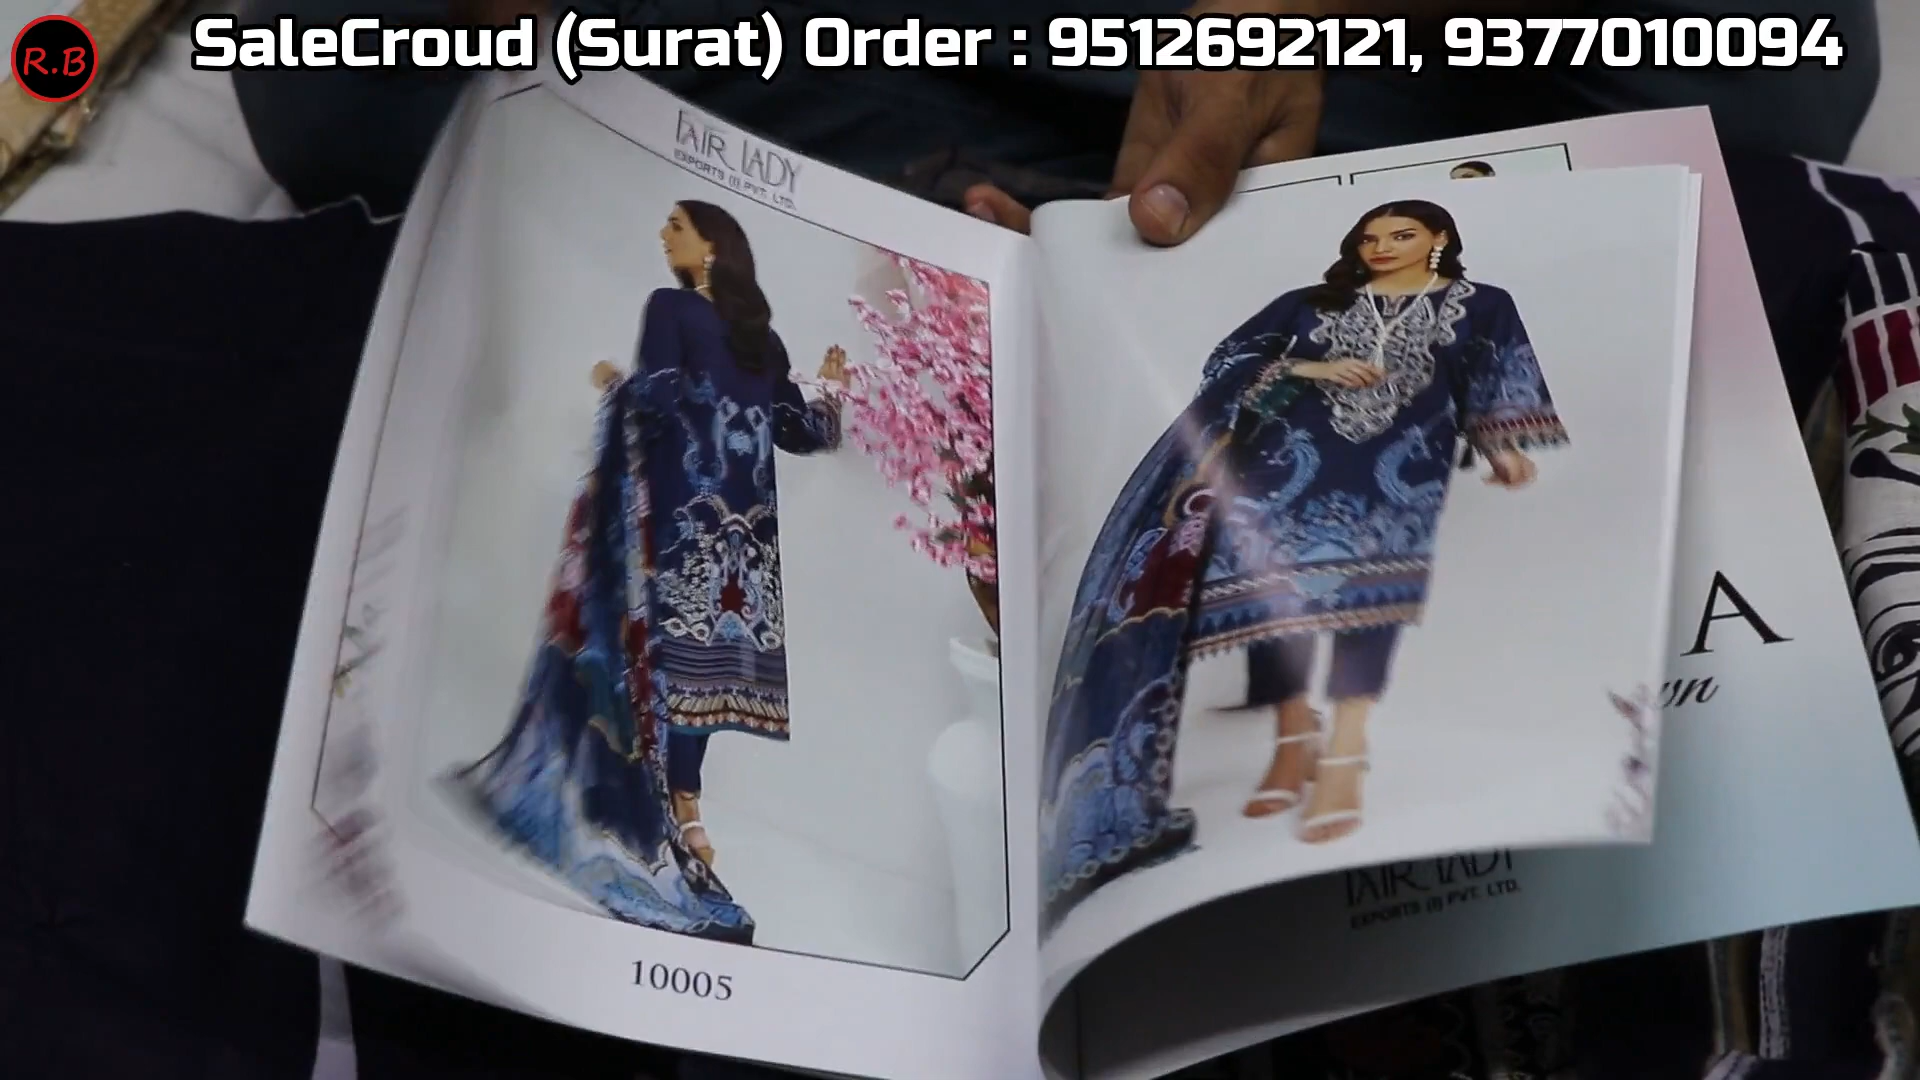 R.B
SaleCroud (Surat) Order : 9512692121, 9377010094
FAIR LADY
EXPORTS (I) PVT. LTD.
10005
A
FAIR LADY
EXPORTS (I) PVT. LTD.